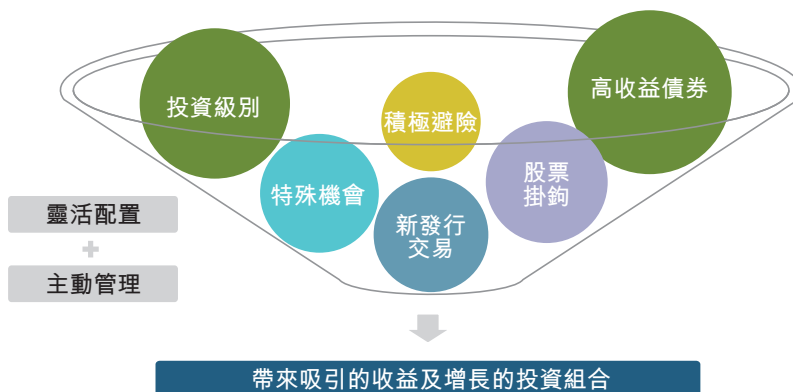 投資級別
積極避險
高收益債券
特殊機會
股票
掛鈎
新發行
交易
靈活配置
+
主動管理
帶來吸引的收益及增長的投資組合